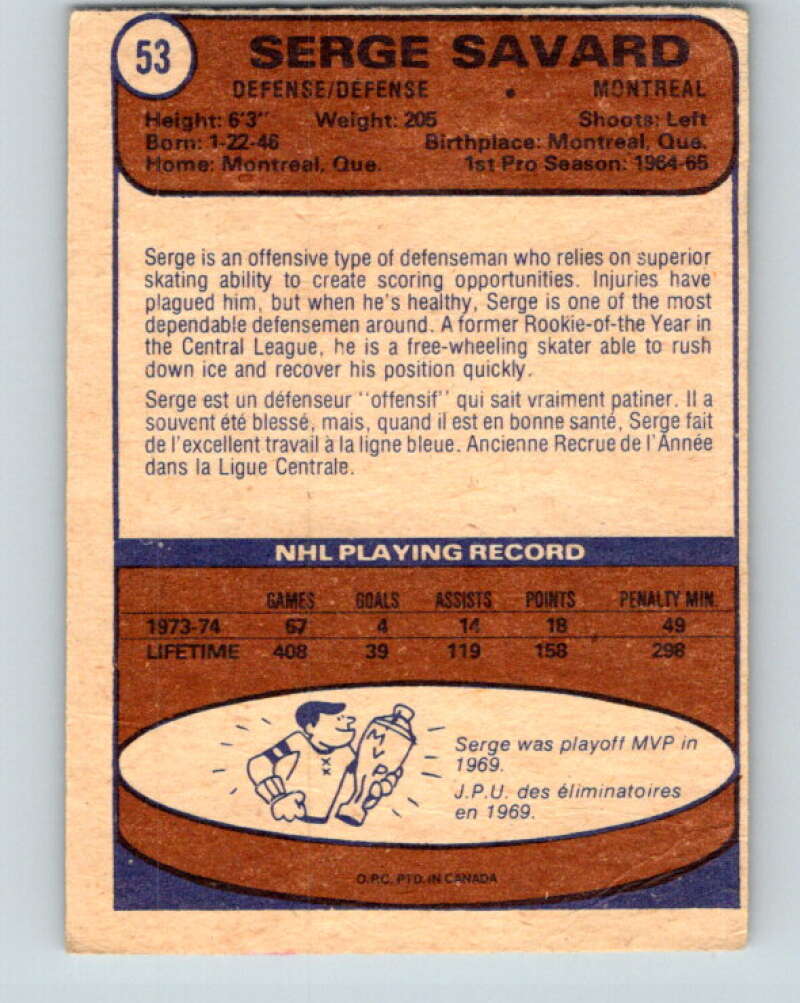 53
SERGE SAVARD
DEFENSE/DÉFENSE • MONTREAL
Height: 6'3" Weight: 205 Shoots: Left
Born: 1-22-46 Birthplace: Montreal, Que.
Home: Montreal, Que. 1st Pro Season: 1964-65
Serge is an offensive type of defenseman who relies on superior
skating ability to create scoring opportunities. Injuries have
plagued him, but when he's healthy, Serge is one of the most
dependable defensemen around. A former Rookie-of-the Year in
the Central League, he is a free-wheeling skater able to rush
down ice and recover his position quickly.
Serge est un défenseur "offensif" qui sait vraiment patiner. Il a
souvent été blessé, mais, quand il est en bonne santé, Serge fait
de l'excellent travail à la ligne bleue. Ancienne Recrue de l'Année
dans la Ligue Centrale.
NHL PLAYING RECORD
GAMES GOALS ASSISTS POINTS PENALTY MIN.
1973-74 67 4 14 18 49
LIFETIME 408 39 119 158 298
MVP
Serge was playoff MVP in
1969.
J.P.U. des éliminatoires
en 1969.
O.P.C. PTD. IN CANADA